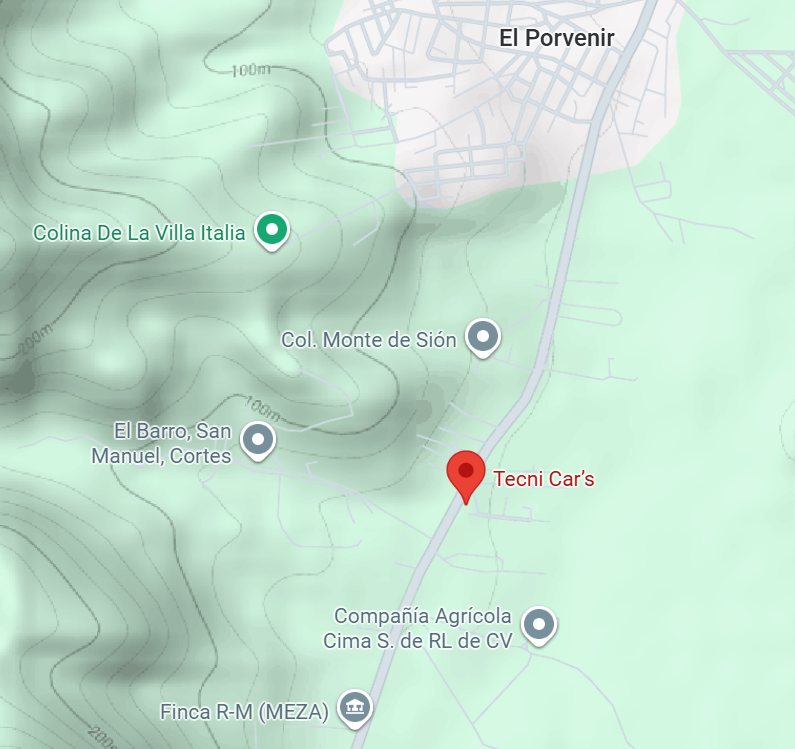 El Porvenir
100m
Colina De La Villa Italia
200m
Col. Monte de Sión
100m
El Barro, San
Manuel, Cortes
Tecni Car's
Compañía Agrícola
Cima S. de RL de CV
Finca R-M (MEZA)
200m